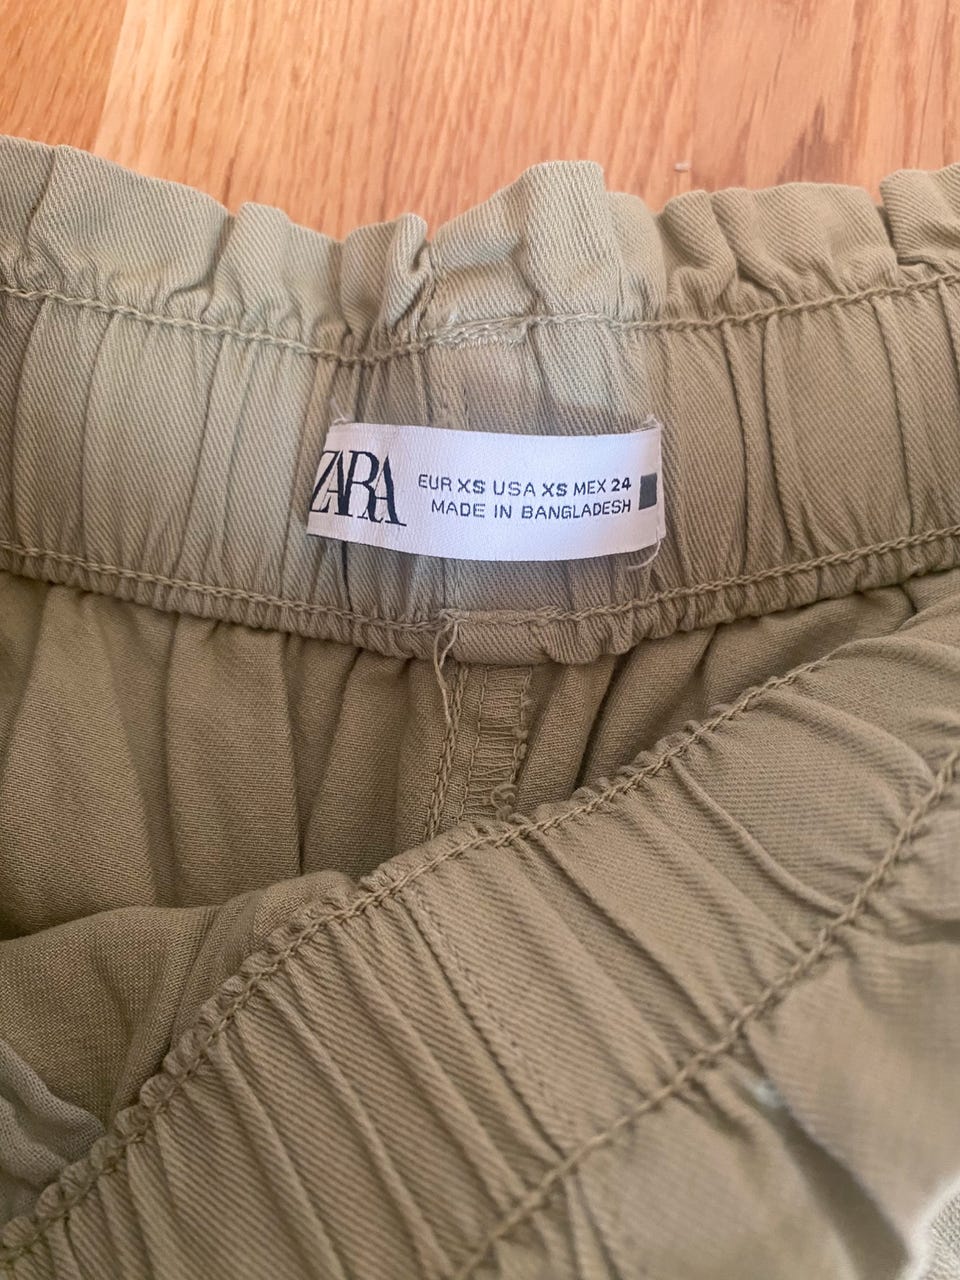 ZARA
EUR XS USA XS MEX 24
MADE IN BANGLADESH